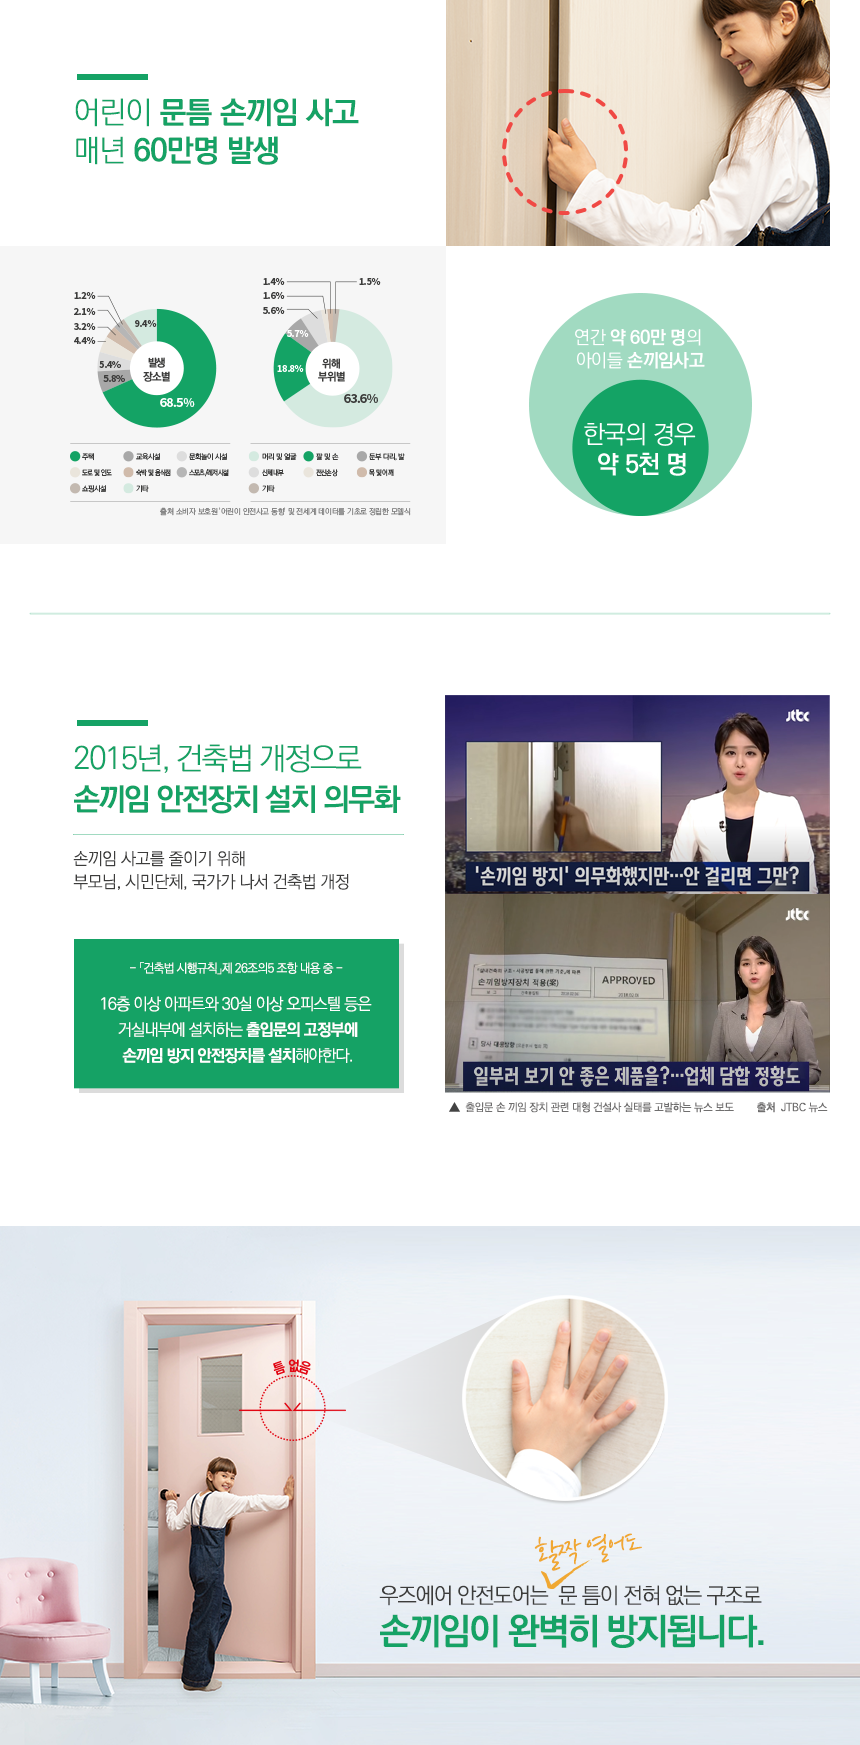 어린이 문틈 손끼임 사고
매년 60만명 발생
1.2%
2.1%
3.2%
4.4%
9.4%
5.4%
5.8%
68.5%
발생
장소별
1.4%
1.6%
5.6%
1.5%
5.7%
18.8%
63.6%
위해
부위별
주택
교육시설
문화놀이 시설
도로 및 인도
숙박 및 음식점
스포츠/레저시설
쇼핑시설
기타
머리 및 얼굴
팔 및 손
둔부 다리, 발
신체내부
전신손상
목 및 어깨
기타
출처 소비자 보호원 '어린이 안전사고 동향' 및 전세계 데이터를 기초로 정립한 모델식
연간 약 60만 명의
아이들 손끼임사고
한국의 경우
약 5천 명
2015년, 건축법 개정으로
손끼임 안전장치 설치 의무화
손끼임 사고를 줄이기 위해
부모님, 시민단체, 국가가 나서 건축법 개정
-「건축법 시행규칙」제 26조의5 조항 내용 중 -
16층 이상 아파트와 30실 이상 오피스텔 등은
거실내부에 설치하는 출입문의 고정부에
손끼임 방지 안전장치를 설치해야한다.
jtbc
'손끼임 방지' 의무화했지만…안 걸리면 그만?
jtbc
손끼임방지장치 적용(案)
APPROVED
일부러 보기 안 좋은 제품을?…업체 담합 정황도
▲ 출입문 손 끼임 장치 관련 대형 건설사 실태를 고발하는 뉴스 보도 출처 JTBC 뉴스
틈 없음
활짝 열어도
우즈에어 안전도어는 문 틈이 전혀 없는 구조로
손끼임이 완벽히 방지됩니다.